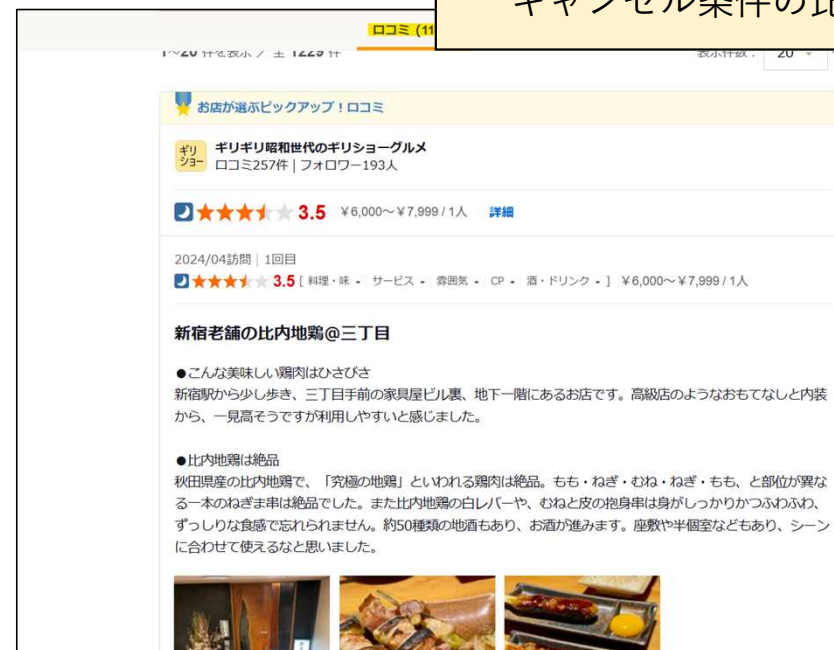 キャンセル条件の比
口コミ (11
1～20 件を表示 ／ 全 1229 件
表示件数： 20
お店が選ぶピックアップ！口コミ
ギリショー
ギリギリ昭和世代のギリショーグルメ
口コミ257件 | フォロワー193人
3.5 ￥6,000～￥7,999 / 1人 詳細
2024/04訪問 | 1回目
3.5 [ 料理・味 - | サービス - | 雰囲気 - | CP - | 酒・ドリンク - ] ￥6,000～￥7,999 / 1人
新宿老舗の比内地鶏@三丁目
●こんな美味しい鶏肉はひさびさ
新宿駅から少し歩き、三丁目手前の家具屋ビル裏、地下一階にあるお店です。高級店のようなおもてなしと内装
から、一見高そうですが利用しやすいと感じました。
●比内地鶏は絶品
秋田県産の比内地鶏で、「究極の地鶏」といわれる鶏肉は絶品。もも・ねぎ・むね・ねぎ・もも、と部位が異な
る一本のねぎま串は絶品でした。また比内地鶏の白レバーや、むねと皮の抱身串は身がしっかりかつふわふわ、
ずっしりな食感で忘れられません。約50種類の地酒もあり、お酒が進みます。座敷や半個室などもあり、シーン
に合わせて使えるなと思いました。